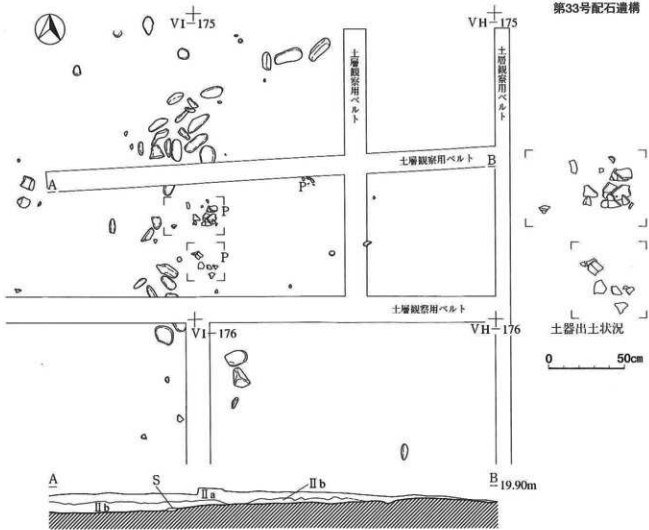 第33号配石遺構
VI-175
VH-175
土層観察用ベルト
土層観察用ベルト
土層観察用ベルト
A
B
P
P
P
土層観察用ベルト
VI-176
VH-176
土器出土状況
0 50cm
A
S
Ⅱa
Ⅱb
B
19.90m
Ⅱb